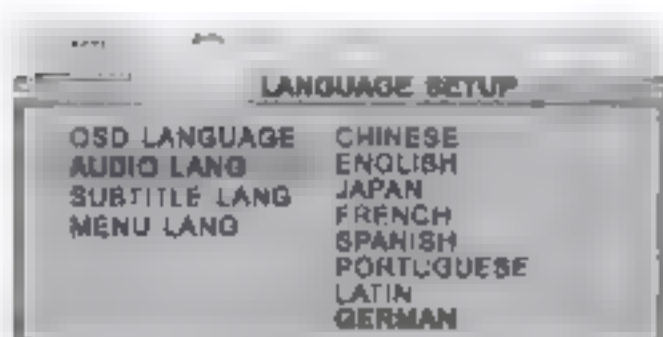 LANGUAGE SETUP
OSD LANGUAGE
AUDIO LANG
SUBTITLE LANG
MENU LANG
CHINESE
ENGLISH
JAPAN
FRENCH
SPANISH
PORTUGUESE
LATIN
GERMAN